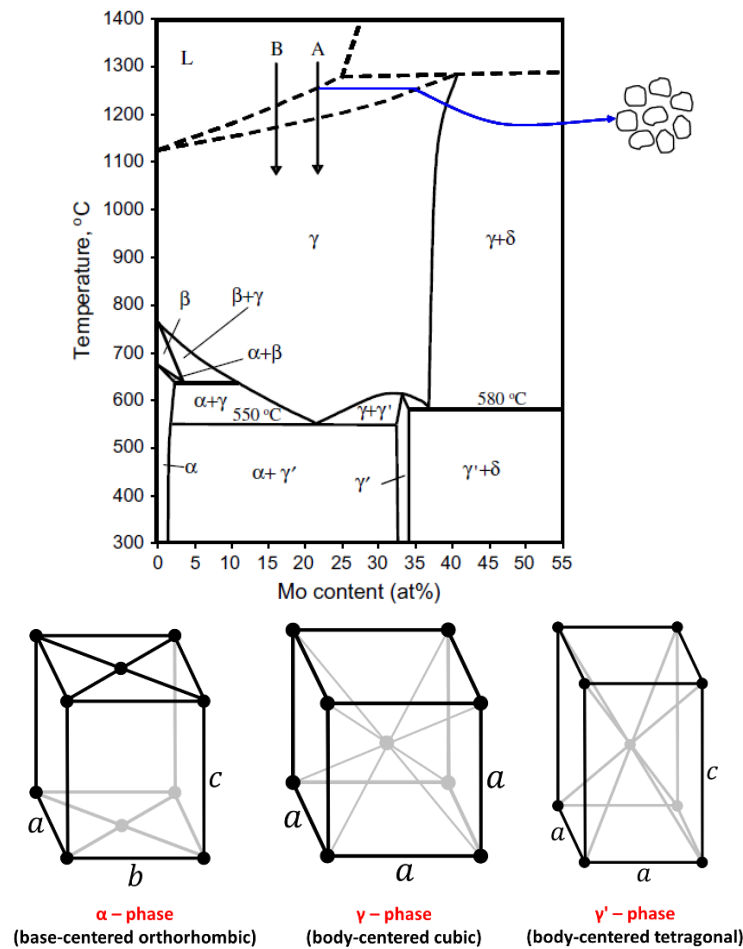 1400
1300
1200
1100
1000
900
800
700
600
500
400
300
Temperature, °C
L
B
A
γ
γ+δ
β
β+γ
α+β
α+γ
550 °C
γ+γ'
580 °C
α
α+ γ'
γ'
γ'+δ
0 5 10 15 20 25 30 35 40 45 50 55
Mo content (at%)
a
b
c
α – phase
(base-centered orthorhombic)
a
a
a
γ – phase
(body-centered cubic)
a
a
c
γ' – phase
(body-centered tetragonal)